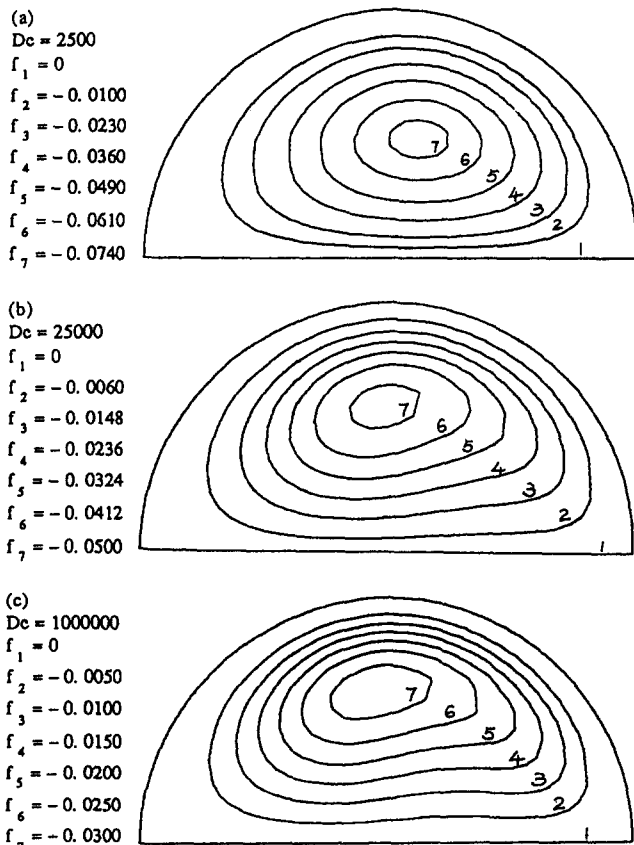 (a)
Dc = 2500
f₁ = 0
f₂ = – 0. 0100
f₃ = – 0. 0230
f₄ = – 0. 0360
f₅ = – 0. 0490
f₆ = – 0. 0610
f₇ = – 0. 0740
7
6
5
4
3
2
1
(b)
Dc = 25000
f₁ = 0
f₂ = – 0. 0060
f₃ = – 0. 0148
f₄ = – 0. 0236
f₅ = – 0. 0324
f₆ = – 0. 0412
f₇ = – 0. 0500
7
6
5
4
3
2
1
(c)
Dc = 1000000
f₁ = 0
f₂ = – 0. 0050
f₃ = – 0. 0100
f₄ = – 0. 0150
f₅ = – 0. 0200
f₆ = – 0. 0250
f₇ = – 0. 0300
7
6
5
4
3
2
1